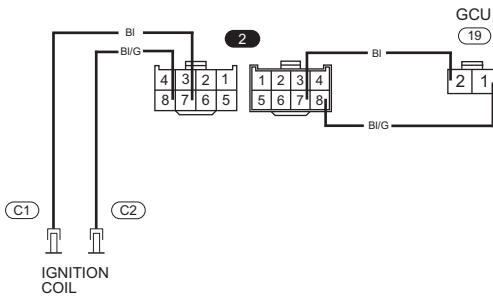 GCU
19
Bl
2
Bl/G
Bl
4 3 2 1
8 7 6 5
1 2 3 4
5 6 7 8
2 1
Bl/G
C1
C2
IGNITION
COIL